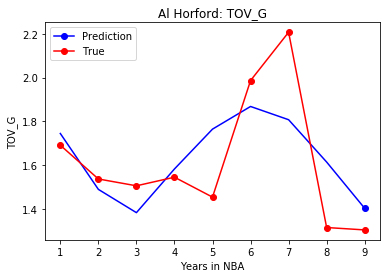 Al Horford: TOV_G
Prediction
True
TOV_G
2.2
2.0
1.8
1.6
1.4
1 2 3 4 5 6 7 8 9
Years in NBA